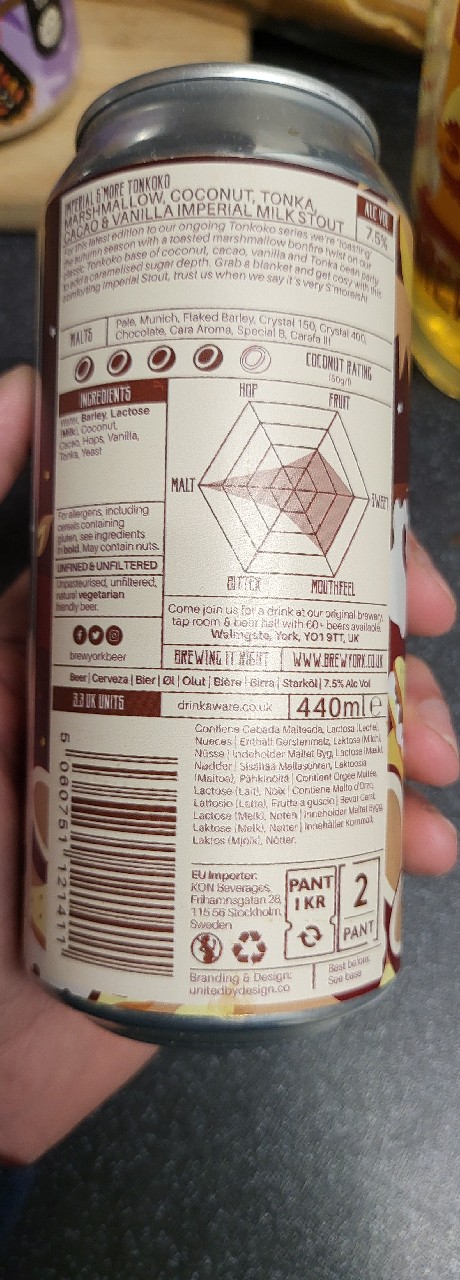 IMPERIAL S'MORE TONKOKO
MARSHMALLOW, COCONUT, TONKA,
CACAO & VANILLA IMPERIAL MILK STOUT
ALC VOL
7.5%
For this latest edition to our ongoing Tonkoko series we're 'toasting'
the autumn season with a toasted marshmallow bonfire twist on our
classic Tonkoko base of coconut, cacao, vanilla and Tonka bean party
to add a caramelised sugar depth. Grab a blanket and get cosy with this
comforting Imperial Stout, trust us when we say it's very S'moreish!
MALTS
Pale, Munich, Flaked Barley, Crystal 150, Crystal 400,
Chocolate, Cara Aroma, Special B, Carafa III
COCONUT RATING
(50g/l)
INGREDIENTS
Water, Barley, Lactose
(Milk), Coconut,
Cacao, Hops, Vanilla,
Tonka, Yeast
For allergens, including
cereals containing
gluten, see ingredients
in bold. May contain nuts.
UNFINED & UNFILTERED
Unpasteurised, unfiltered,
natural vegetarian
friendly beer.
HOP
FRUIT
MALT
SWEET
BITTER
MOUTHFEEL
brewyorkbeer
Come join us for a drink at our original brewery,
tap room & beer hall with 60+ beers available.
Walmgate, York, YO1 9TT, UK
BREWING IT RIGHT
WWW.BREWYORK.CO.UK
Beer | Cerveza | Bier | Øl | Olut | Bière | Birra | Starköl | 7.5% Alc Vol
3.3 UK UNITS
drinkaware.co.uk
440ml e
Contiene Cebada Malteada, Lactosa (Leche),
Nueces | Enthält Gerstenmalz, Laktose (Milch),
Nüsse | Indeholder Maltet Byg, Lactose (Mælk),
Nødder | Sisältää Mallasohran, Laktoosia
(Maitoa), Pähkinöitä | Contient Orgee Maltée,
Lactose (Lait), Noix | Contiene Malto d'Orzo,
Lattosio (Latte), Frutta a guscio | Bevat Gerst,
Lactose (Melk), Noten | Inneholder Maltet Bygg,
Laktose (Melk), Nøtter | Innehåller Kornmalt,
Laktos (Mjölk), Nötter.
5 060751 121411
EU Importer:
KON Beverages,
Frihamnsgatan 28,
115 56 Stockholm,
Sweden
PANT
1 KR
2
PANT
Branding & Design:
unitedbydesign.co
Best before:
See base